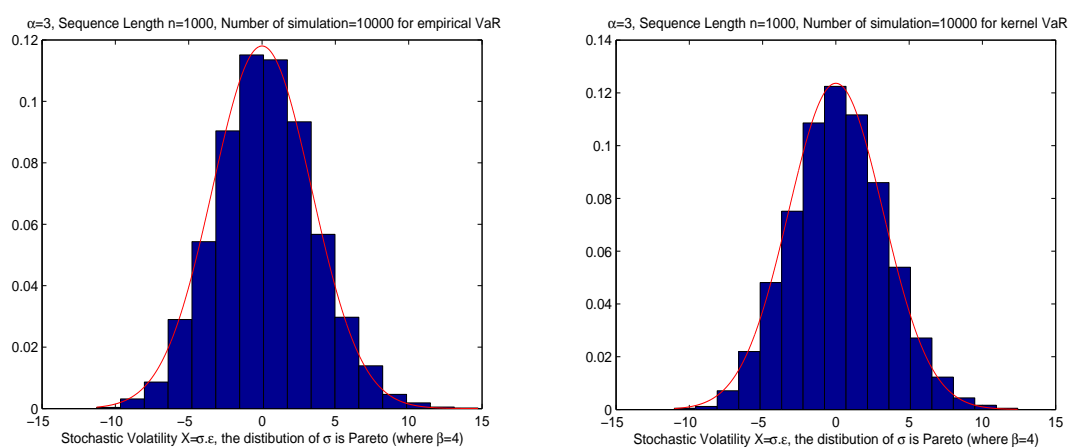 α=3, Sequence Length n=1000, Number of simulation=10000 for empirical VaR
0.12
0.1
0.08
0.06
0.04
0.02
0
−15 −10 −5 0 5 10 15
Stochastic Volatility X=σ.ε, the distibution of σ is Pareto (where β=4)
α=3, Sequence Length n=1000, Number of simulation=10000 for kernel VaR
0.14
0.12
0.1
0.08
0.06
0.04
0.02
0
−15 −10 −5 0 5 10 15
Stochastic Volatility X=σ.ε, the distibution of σ is Pareto (where β=4)